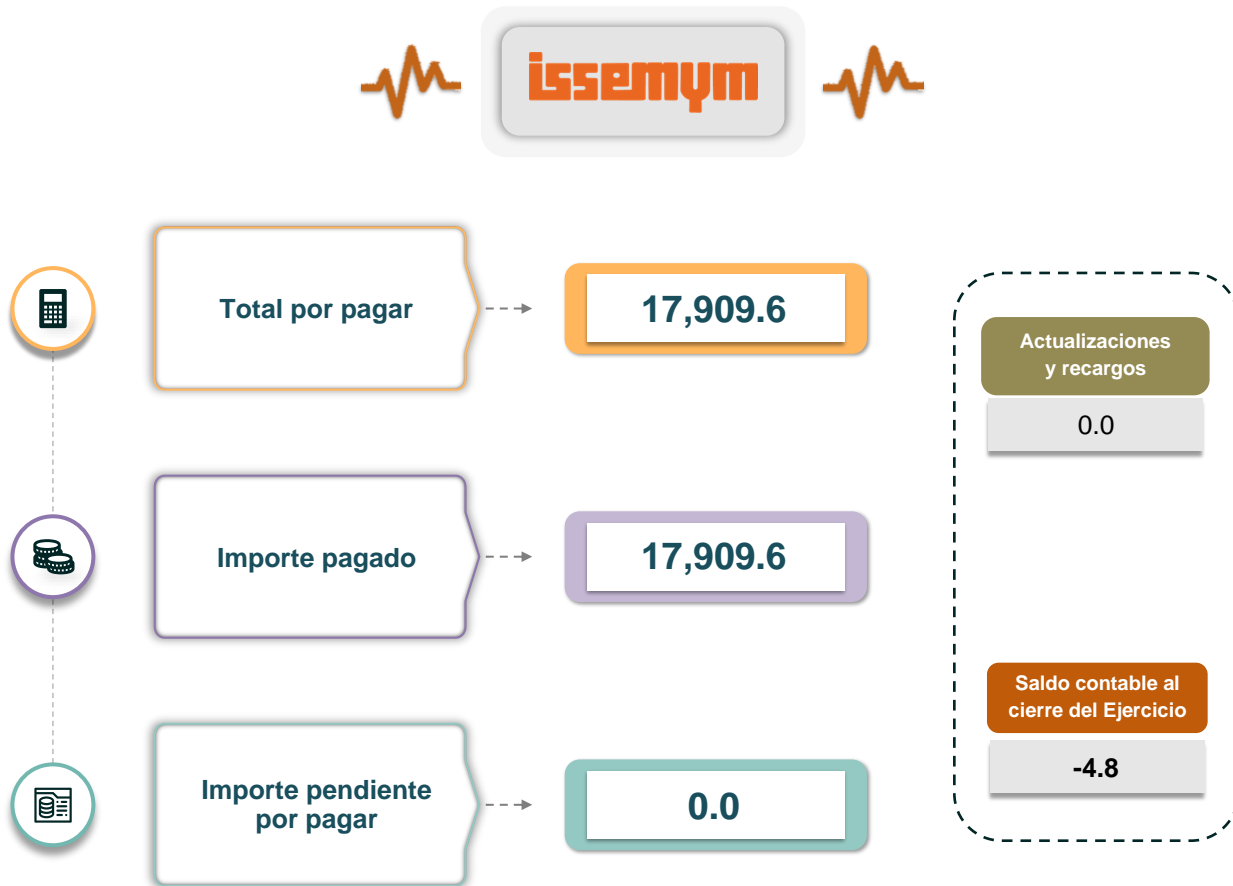 issemym
Total por pagar
17,909.6
Importe pagado
17,909.6
Importe pendiente
por pagar
0.0
Actualizaciones
y recargos
0.0
Saldo contable al
cierre del Ejercicio
-4.8